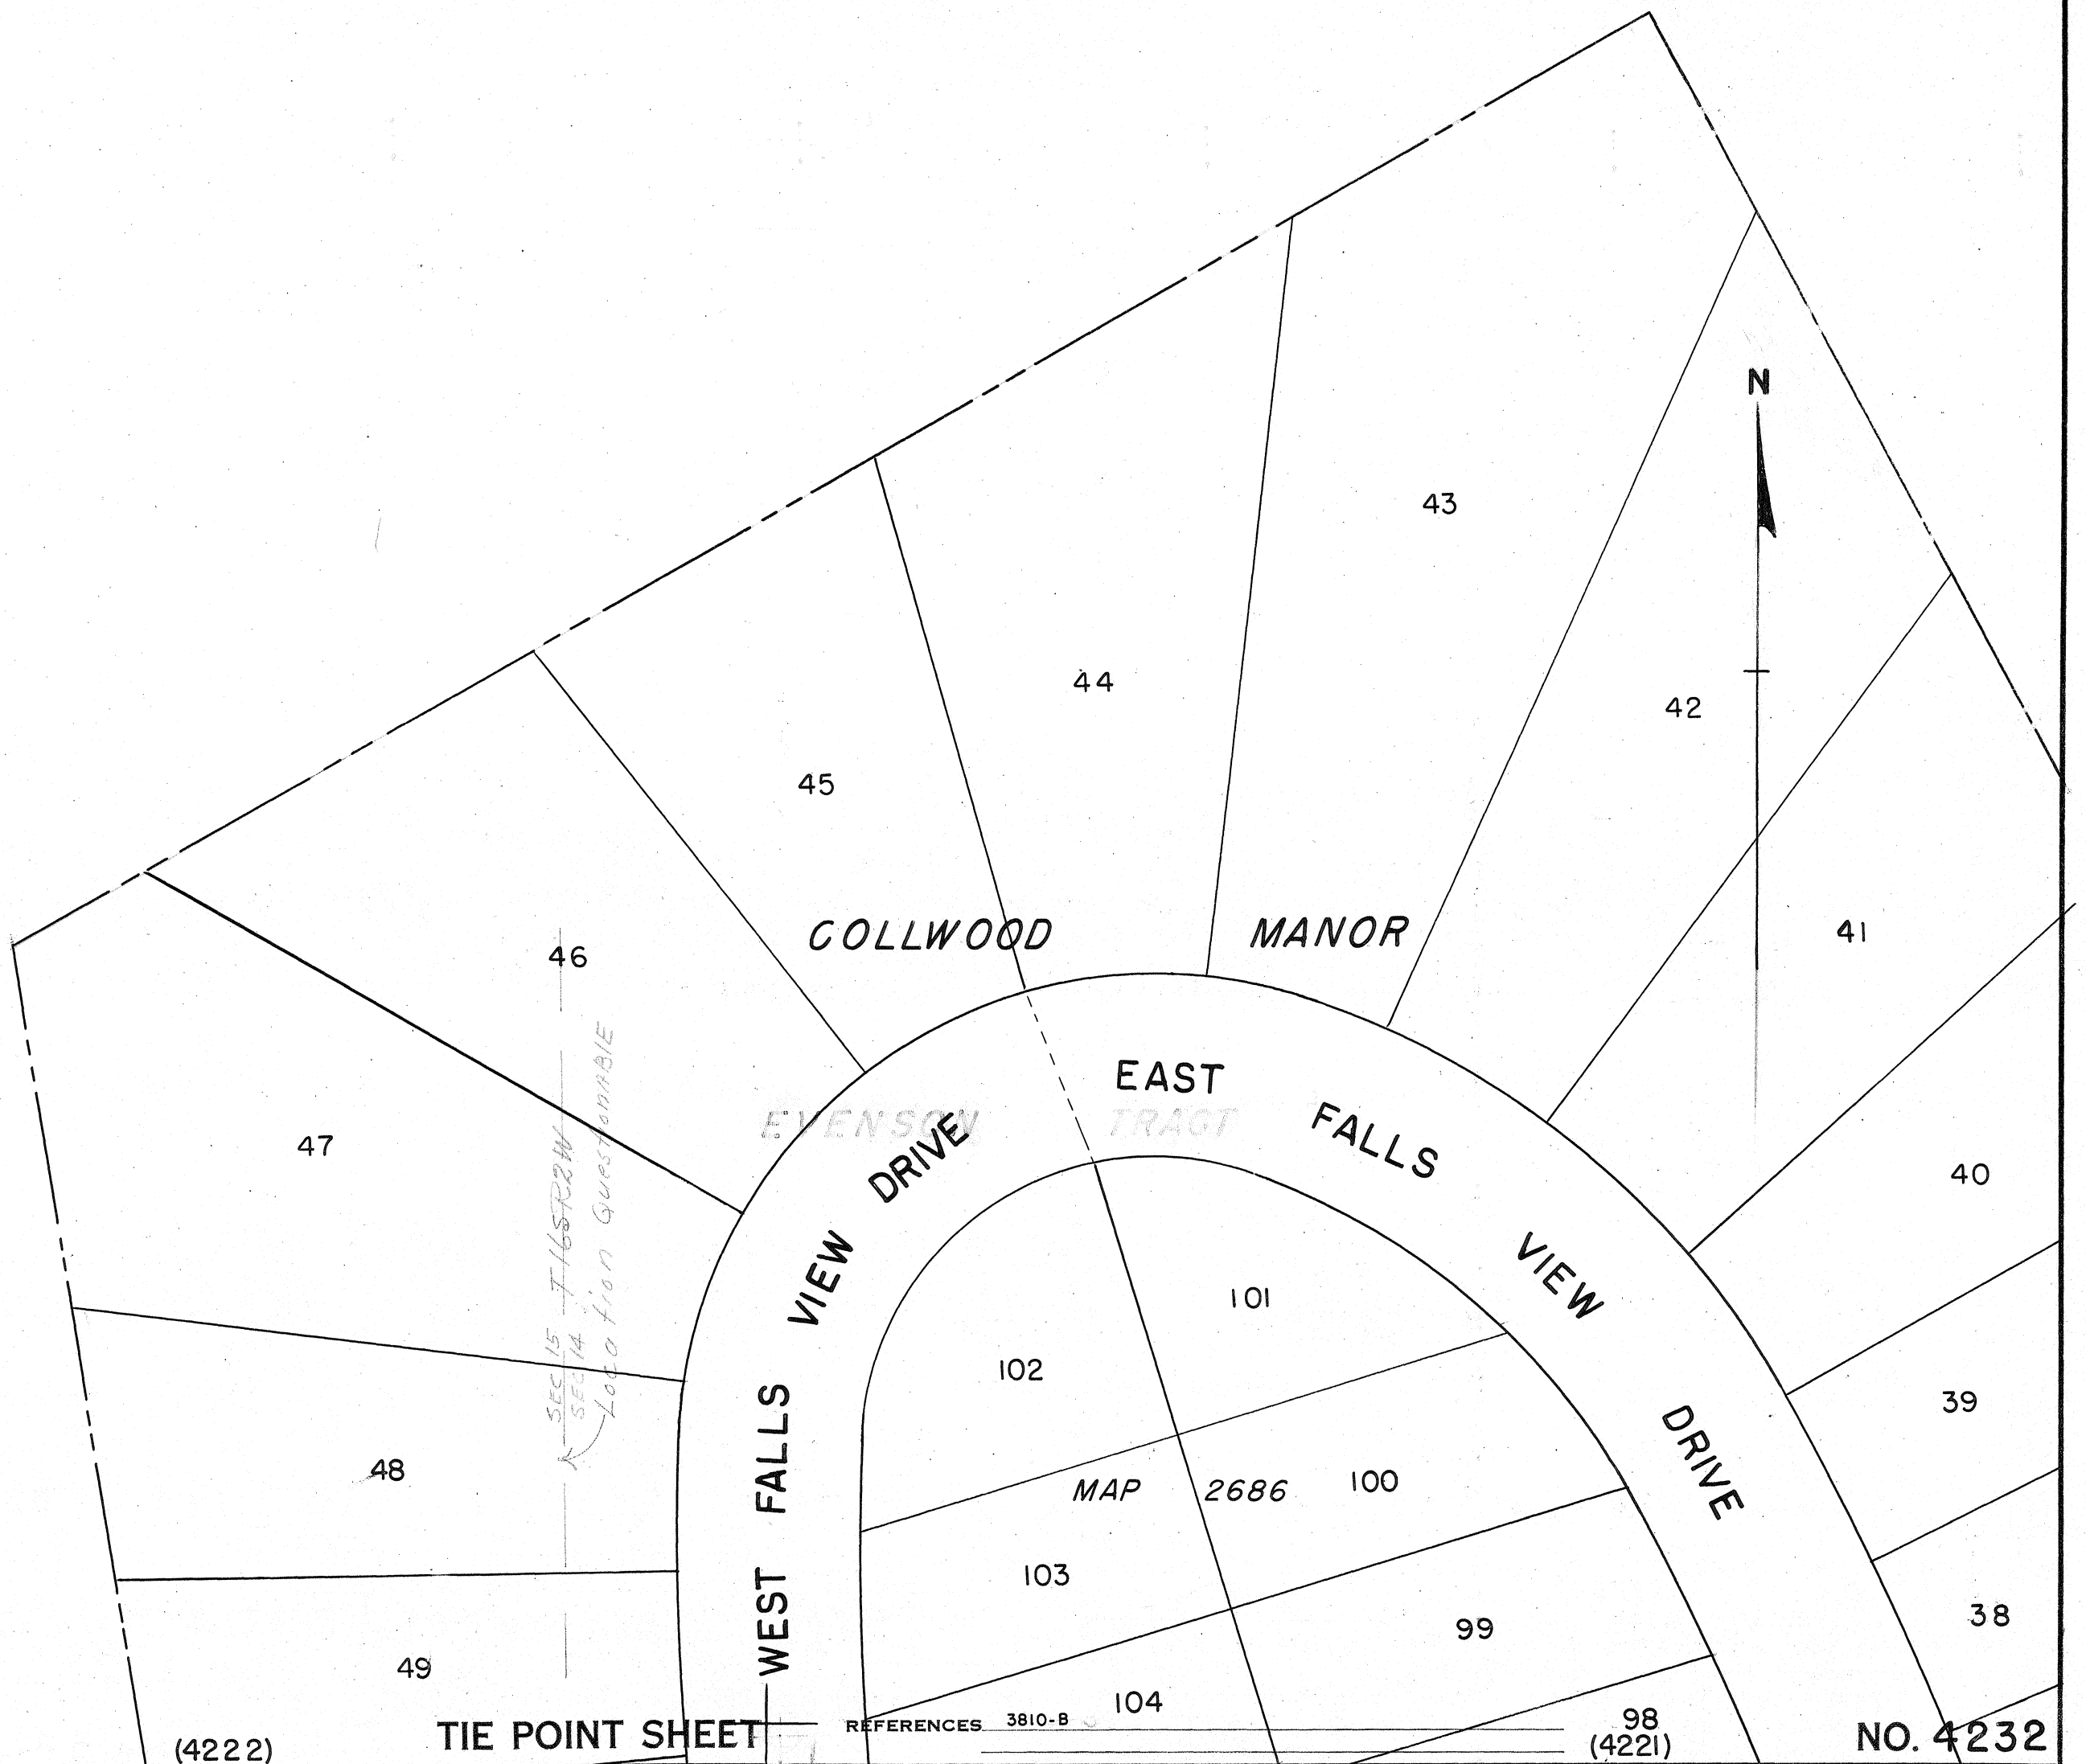 N
43
44
42
45
COLLWOOD MANOR
41
46
EAST FALLS VIEW DRIVE
EVENSON TRACT
47
40
WEST FALLS VIEW DRIVE
SEC 15 T16SR2W
SEC 14
Location Questionable
101
102
39
48
MAP 2686
100
103
38
99
49
104
98
TIE POINT SHEET
REFERENCES 3810-B
NO. 4232
(4222)
(4221)